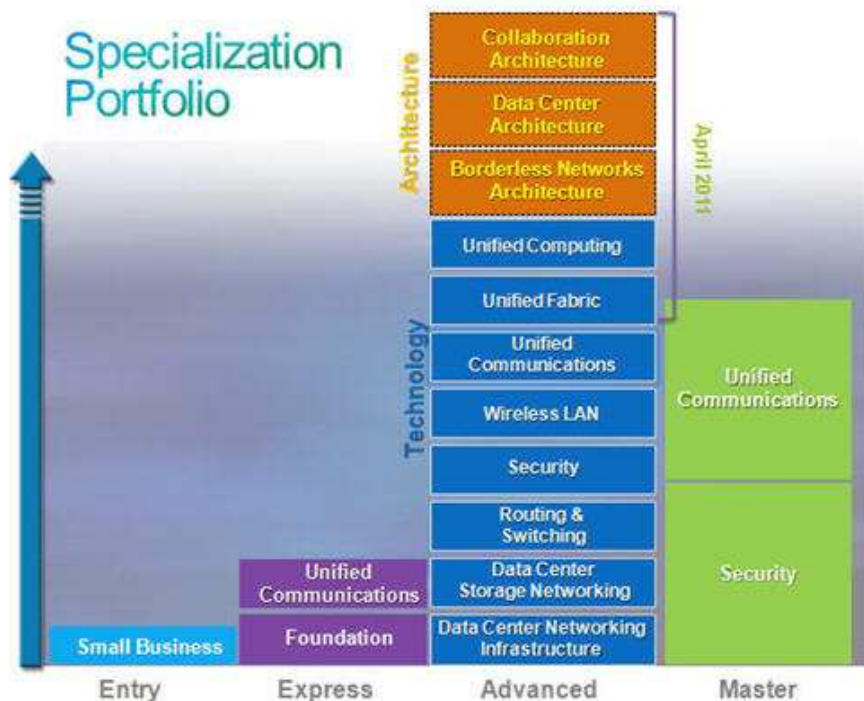 Specialization
Portfolio
Architecture
Collaboration
Architecture
Data Center
Architecture
Borderless Networks
Architecture
April 2011
Technology
Unified Computing
Unified Fabric
Unified
Communications
Wireless LAN
Security
Routing &
Switching
Data Center
Storage Networking
Data Center Networking
Infrastructure
Unified
Communications
Security
Unified
Communications
Foundation
Small Business
Entry
Express
Advanced
Master